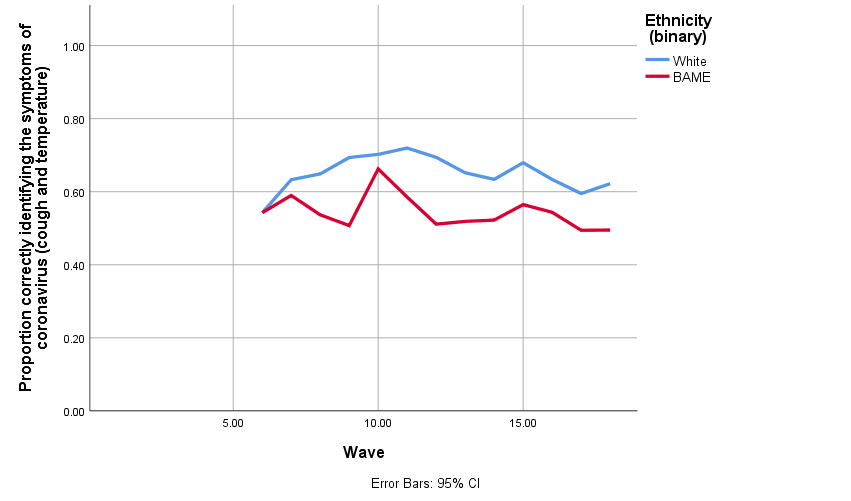 Proportion correctly identifying the symptoms of
coronavirus (cough and temperature)
1.00
0.80
0.60
0.40
0.20
0.00
5.00
10.00
15.00
Wave
Error Bars: 95% CI
Ethnicity
(binary)
White
BAME